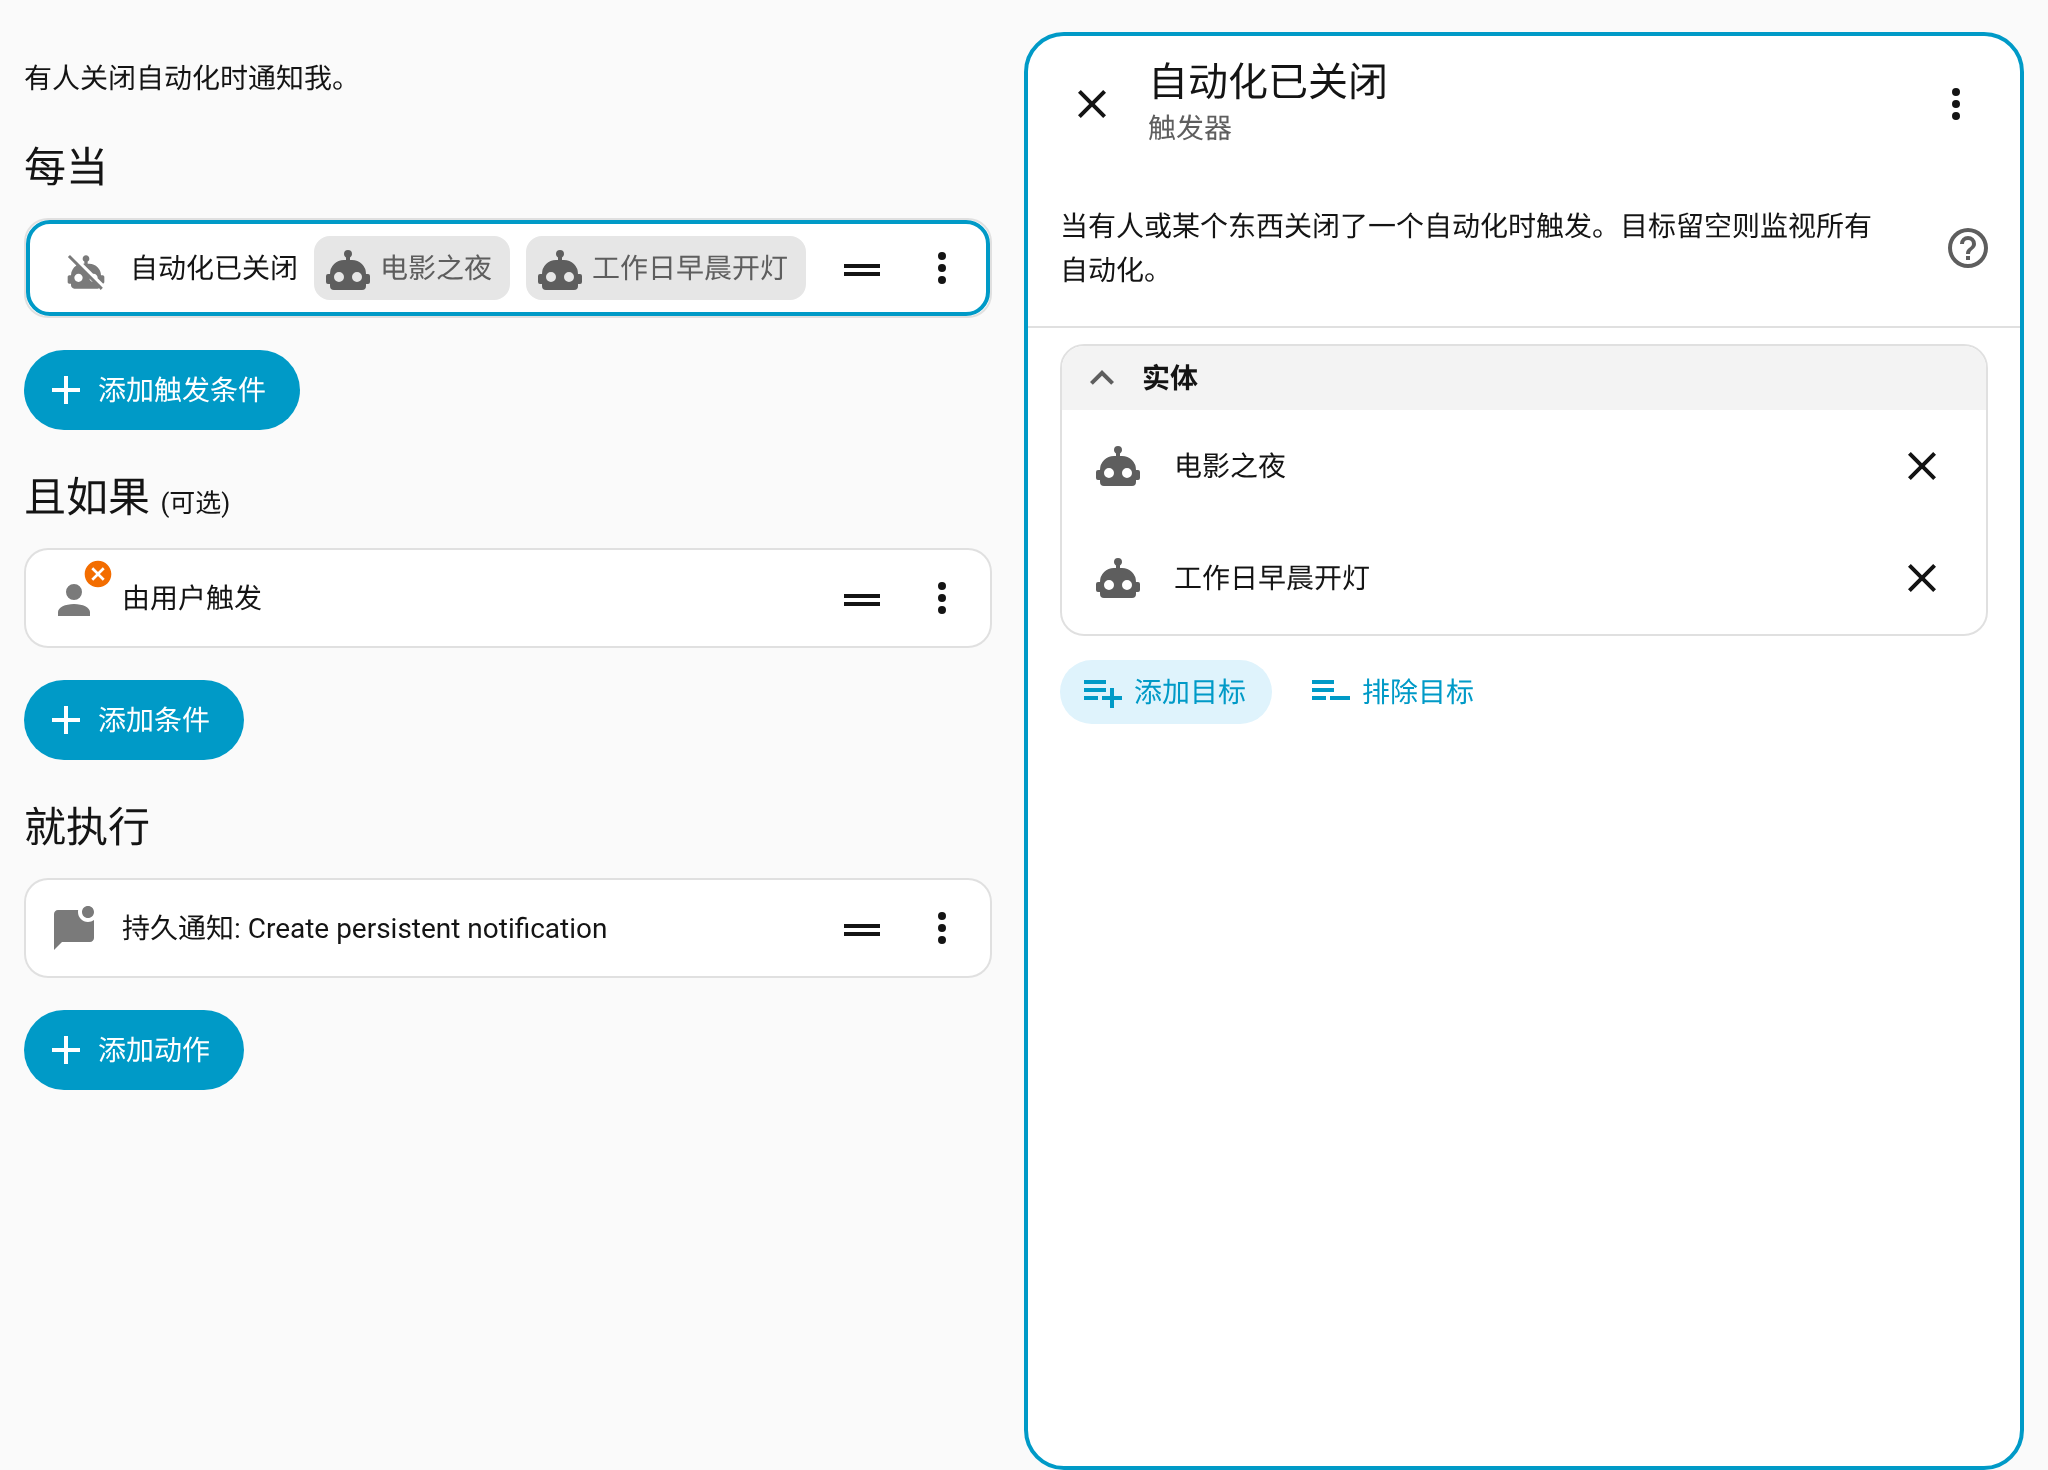 有人关闭自动化时通知我。
每当
自动化已关闭 电影之夜 工作日早晨开灯
添加触发条件
且如果 (可选)
由用户触发
添加条件
就执行
持久通知: Create persistent notification
添加动作
自动化已关闭
触发器
当有人或某个东西关闭了一个自动化时触发。目标留空则监视所有
自动化。
实体
电影之夜
工作日早晨开灯
添加目标 排除目标